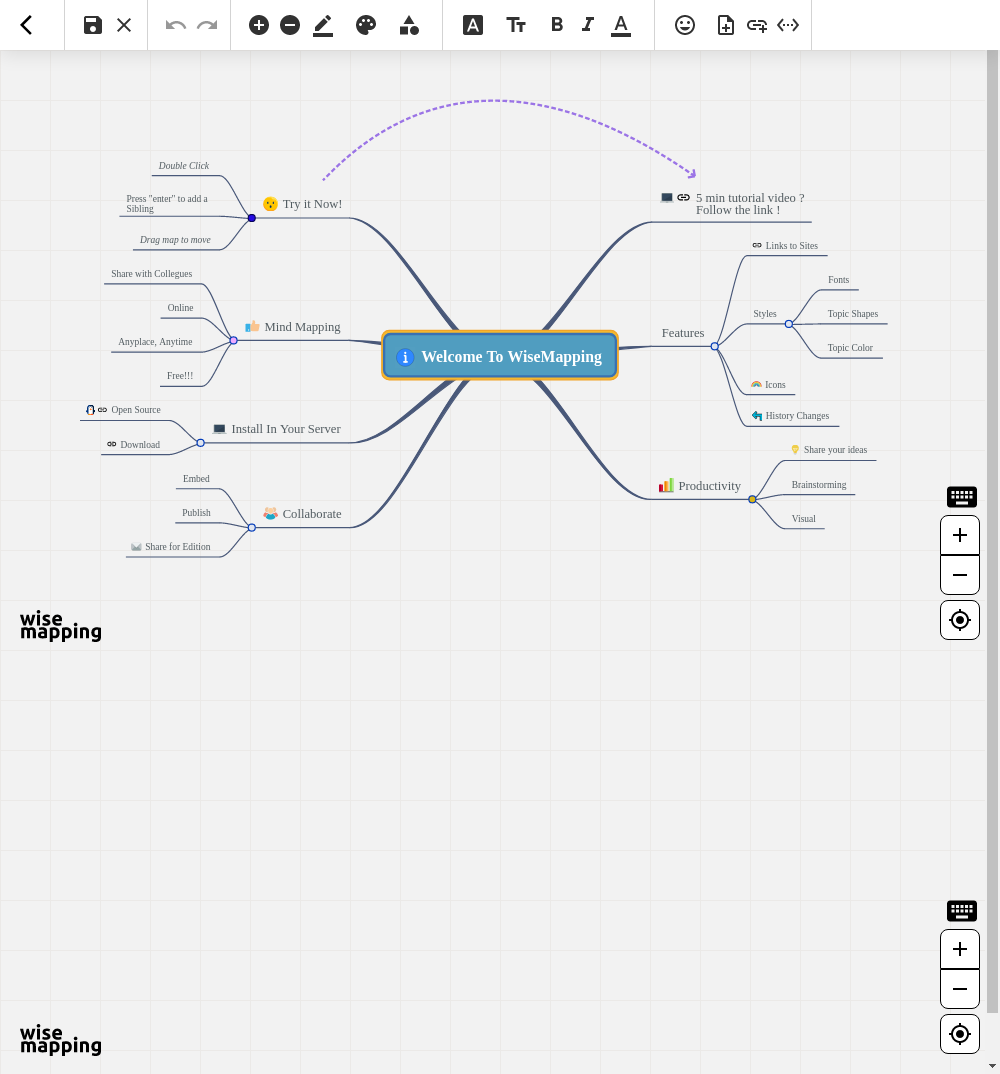 A
Tт
B
I
A
Double Click
Press "enter" to add a
Sibling
Drag map to move
Try it Now!
Share with Collegues
Online
Anyplace, Anytime
Free!!!
Mind Mapping
Open Source
Download
Install In Your Server
Embed
Publish
Share for Edition
Collaborate
Welcome To WiseMapping
5 min tutorial video ?
Follow the link !
Features
Links to Sites
Styles
Fonts
Topic Shapes
Topic Color
Icons
History Changes
Productivity
Share your ideas
Brainstorming
Visual
wise
mapping
wise
mapping